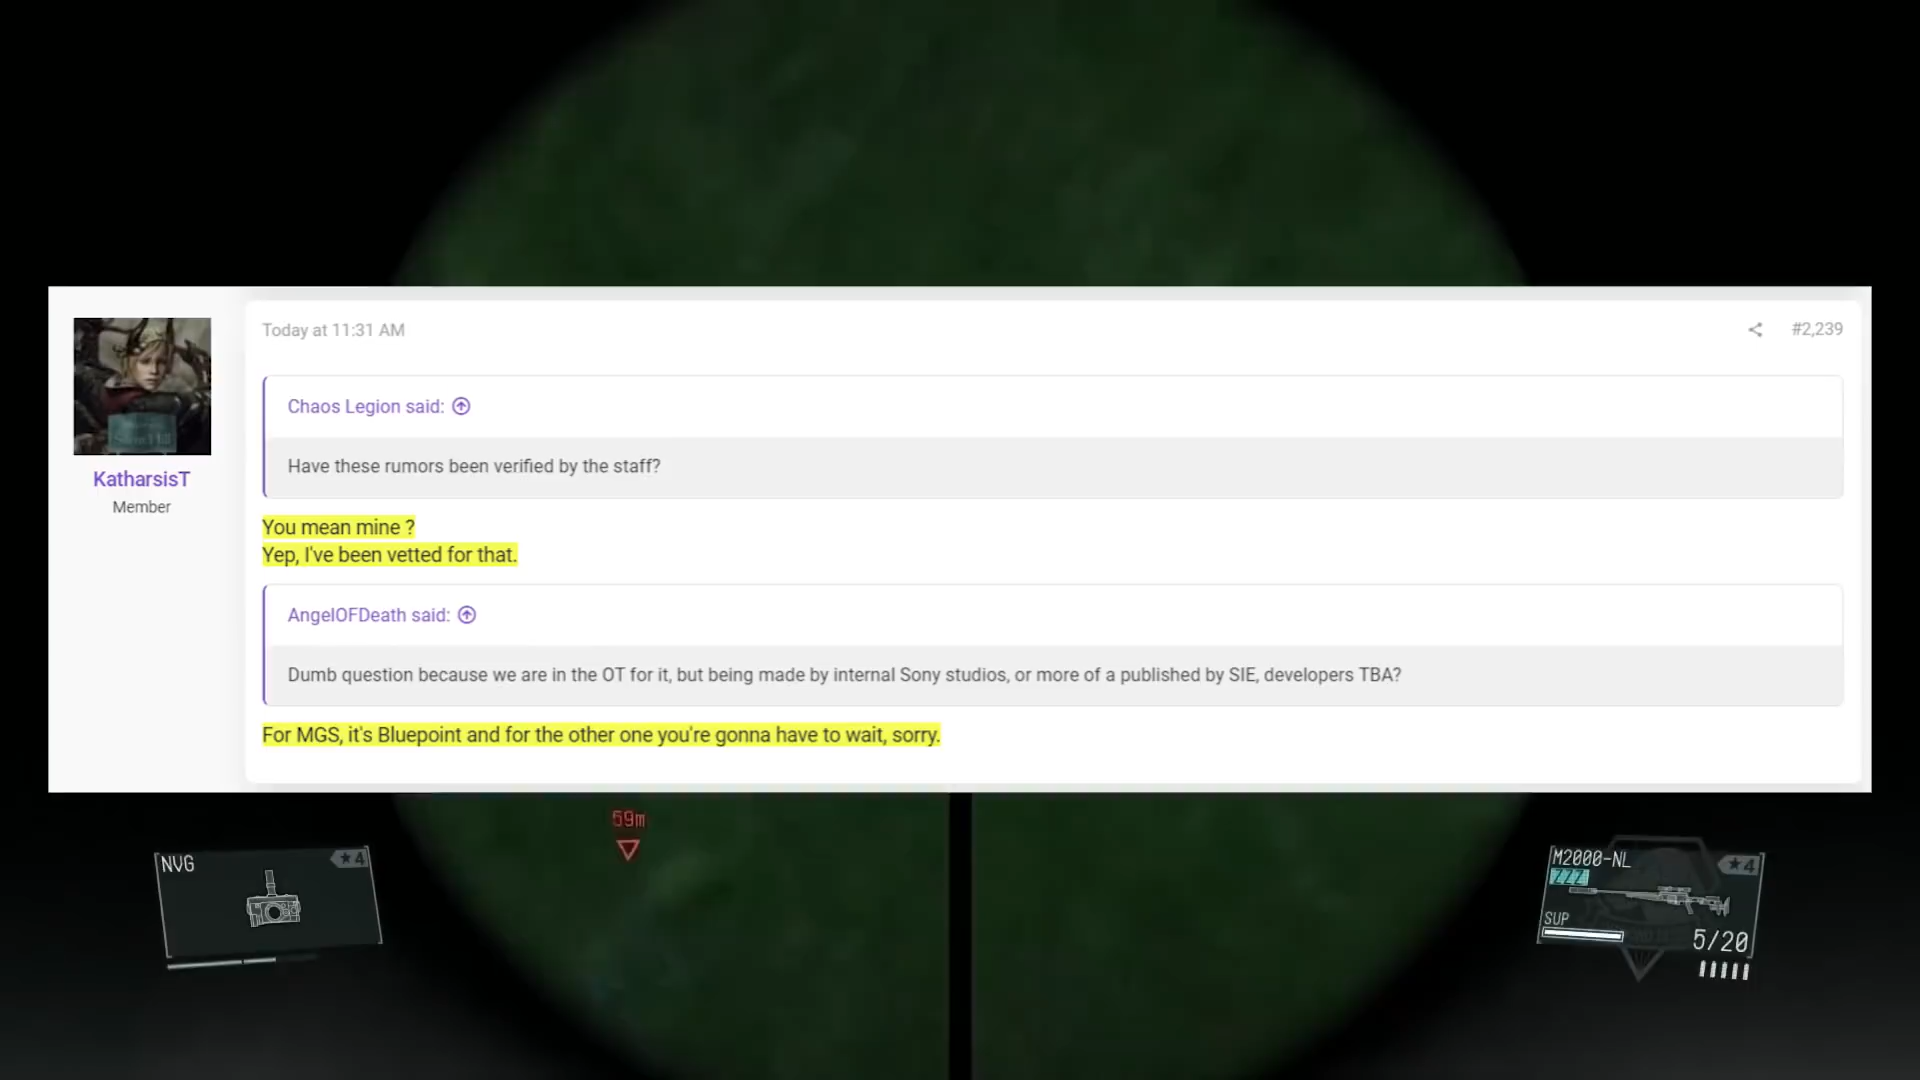 Today at 11:31 AM
#2,239
Chaos Legion said:
Have these rumors been verified by the staff?
KatharsisT
Member
You mean mine ?
Yep, I've been vetted for that.
AngelOFDeath said:
Dumb question because we are in the OT for it, but being made by internal Sony studios, or more of a published by SIE, developers TBA?
For MGS, it's Bluepoint and for the other one you're gonna have to wait, sorry.
59m
NVG
★4
M2000-NL
★4
ZZZ
SUP
5/20